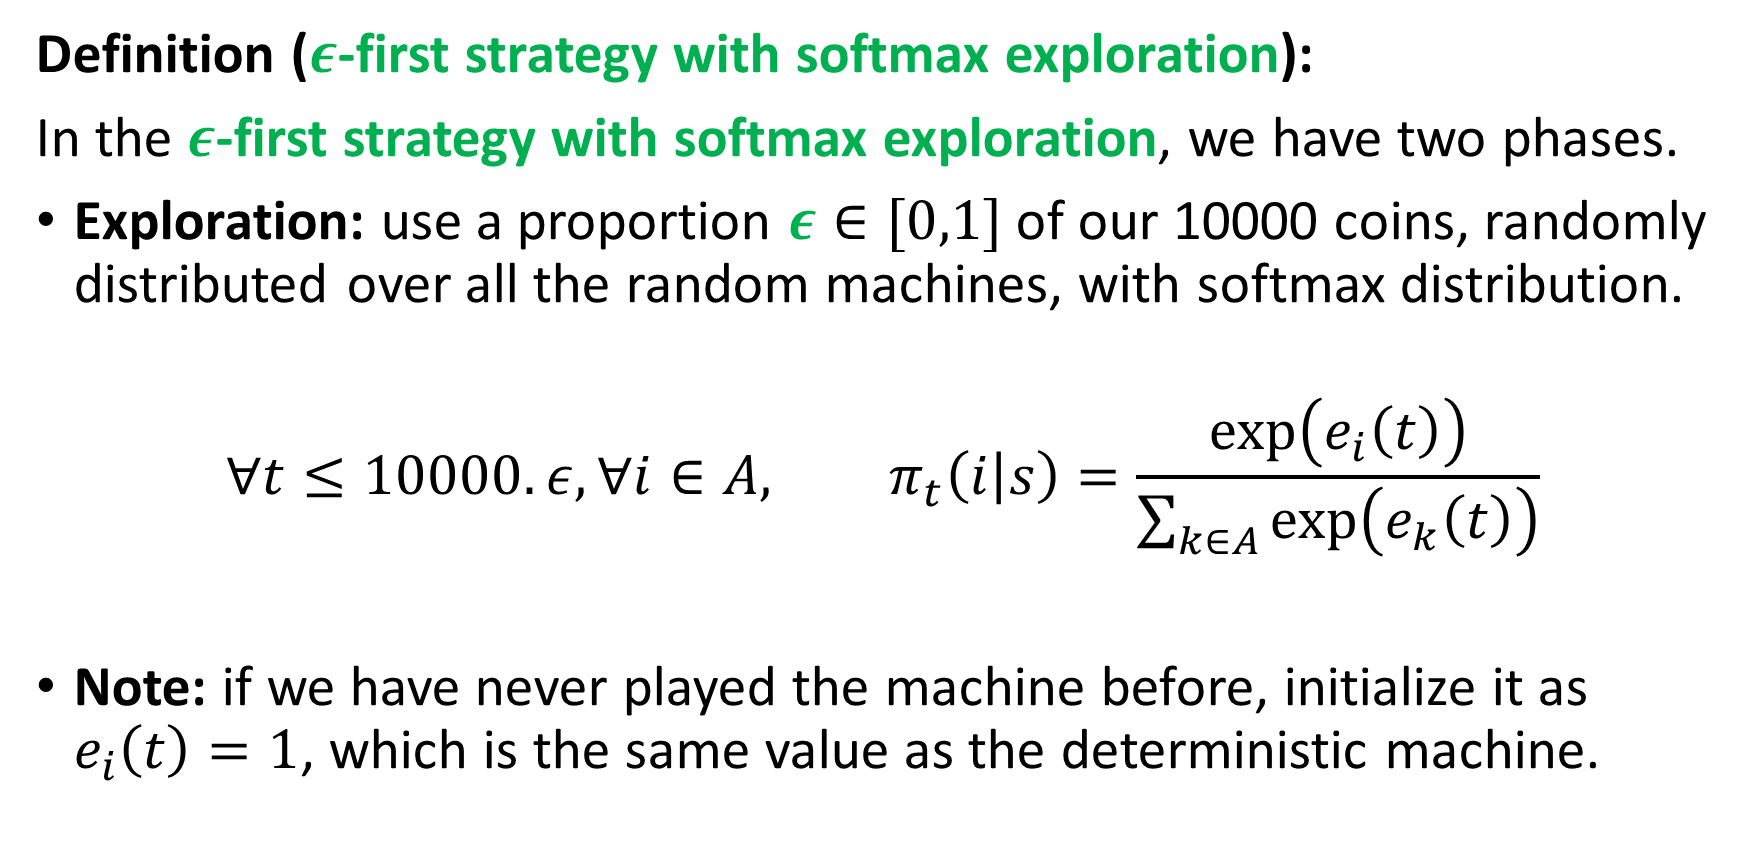 Definition (ϵ-first strategy with softmax exploration):
In the ϵ-first strategy with softmax exploration, we have two phases.
• Exploration: use a proportion ϵ ∈ [0,1] of our 10000 coins, randomly
distributed over all the random machines, with softmax distribution.
∀t ≤ 10000. ϵ, ∀i ∈ A, π_t(i|s) = exp(e_i(t)) / ∑_{k∈A} exp(e_k(t))
• Note: if we have never played the machine before, initialize it as
e_i(t) = 1, which is the same value as the deterministic machine.